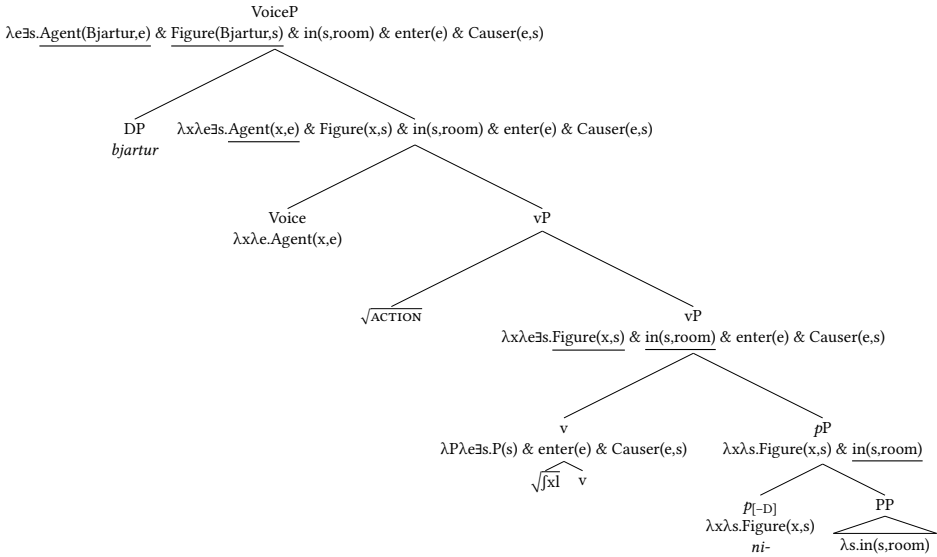 VoiceP
λe∃s.Agent(Bjartur,e) & Figure(Bjartur,s) & in(s,room) & enter(e) & Causer(e,s)
DP λxλe∃s.Agent(x,e) & Figure(x,s) & in(s,room) & enter(e) & Causer(e,s)
bjartur
Voice vP
λxλe.Agent(x,e)
√ACTION vP
λxλe∃s.Figure(x,s) & in(s,room) & enter(e) & Causer(e,s)
v pP
λPλe∃s.P(s) & enter(e) & Causer(e,s) λxλs.Figure(x,s) & in(s,room)
√ʃxl v
p[–D] PP
λxλs.Figure(x,s)
ni- λs.in(s,room)